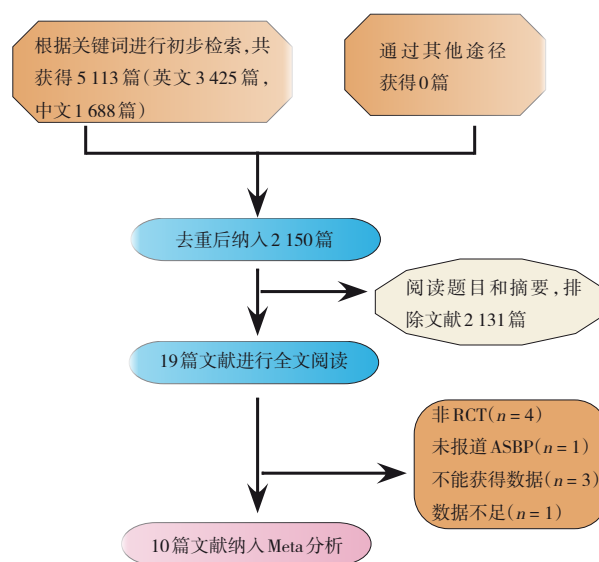 根据关键词进行初步检索，共
获得5 113篇（英文3 425篇，
中文1 688篇）
通过其他途径
获得0篇
去重后纳入2 150篇
阅读题目和摘要，排
除文献2 131篇
19篇文献进行全文阅读
非RCT(n = 4)
未报道ASBP(n = 1)
不能获得数据(n = 3)
数据不足(n = 1)
10篇文献纳入Meta分析